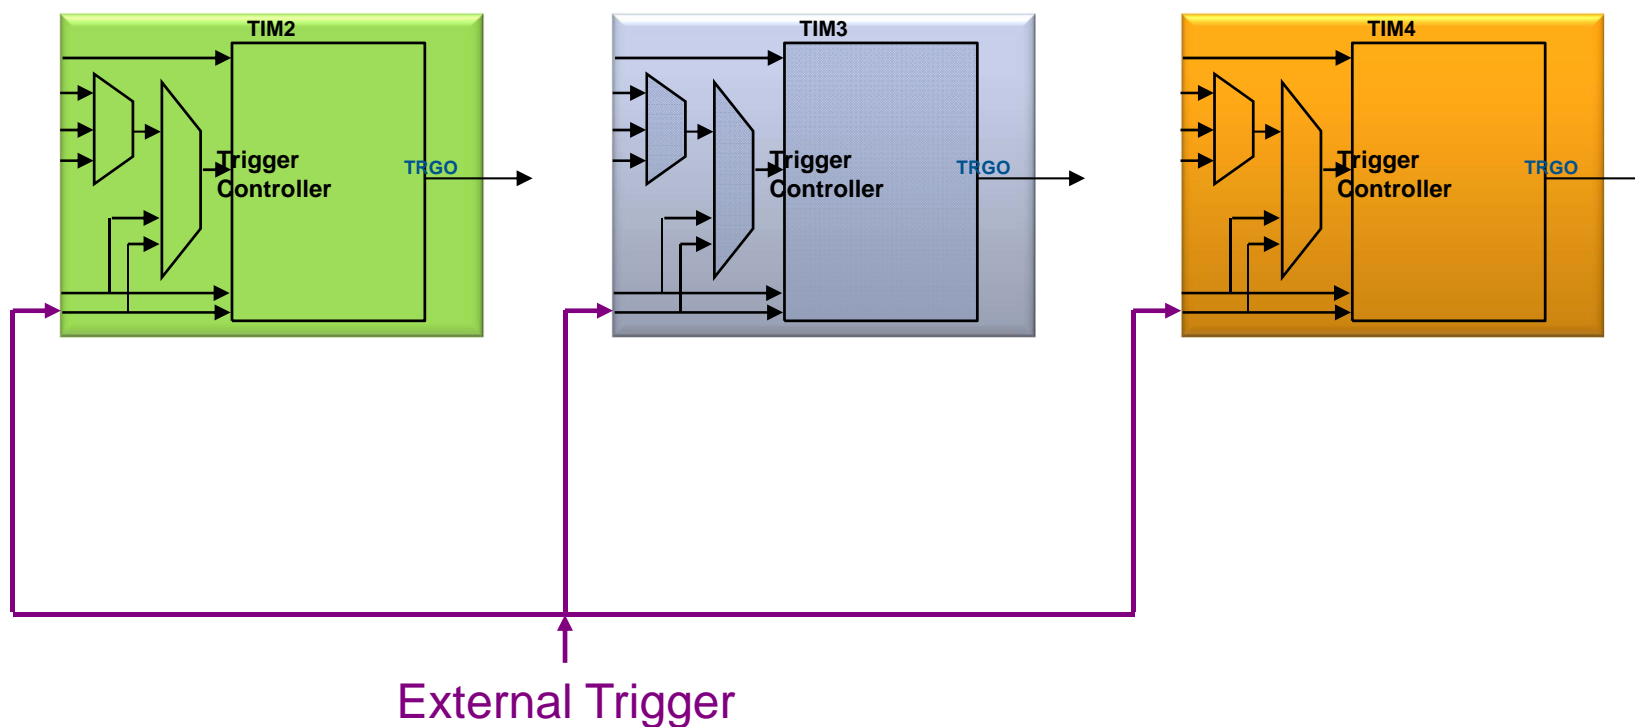 TIM2
TIM3
TIM4
Trigger
Controller
TRGO
Trigger
Controller
TRGO
Trigger
Controller
TRGO
External Trigger